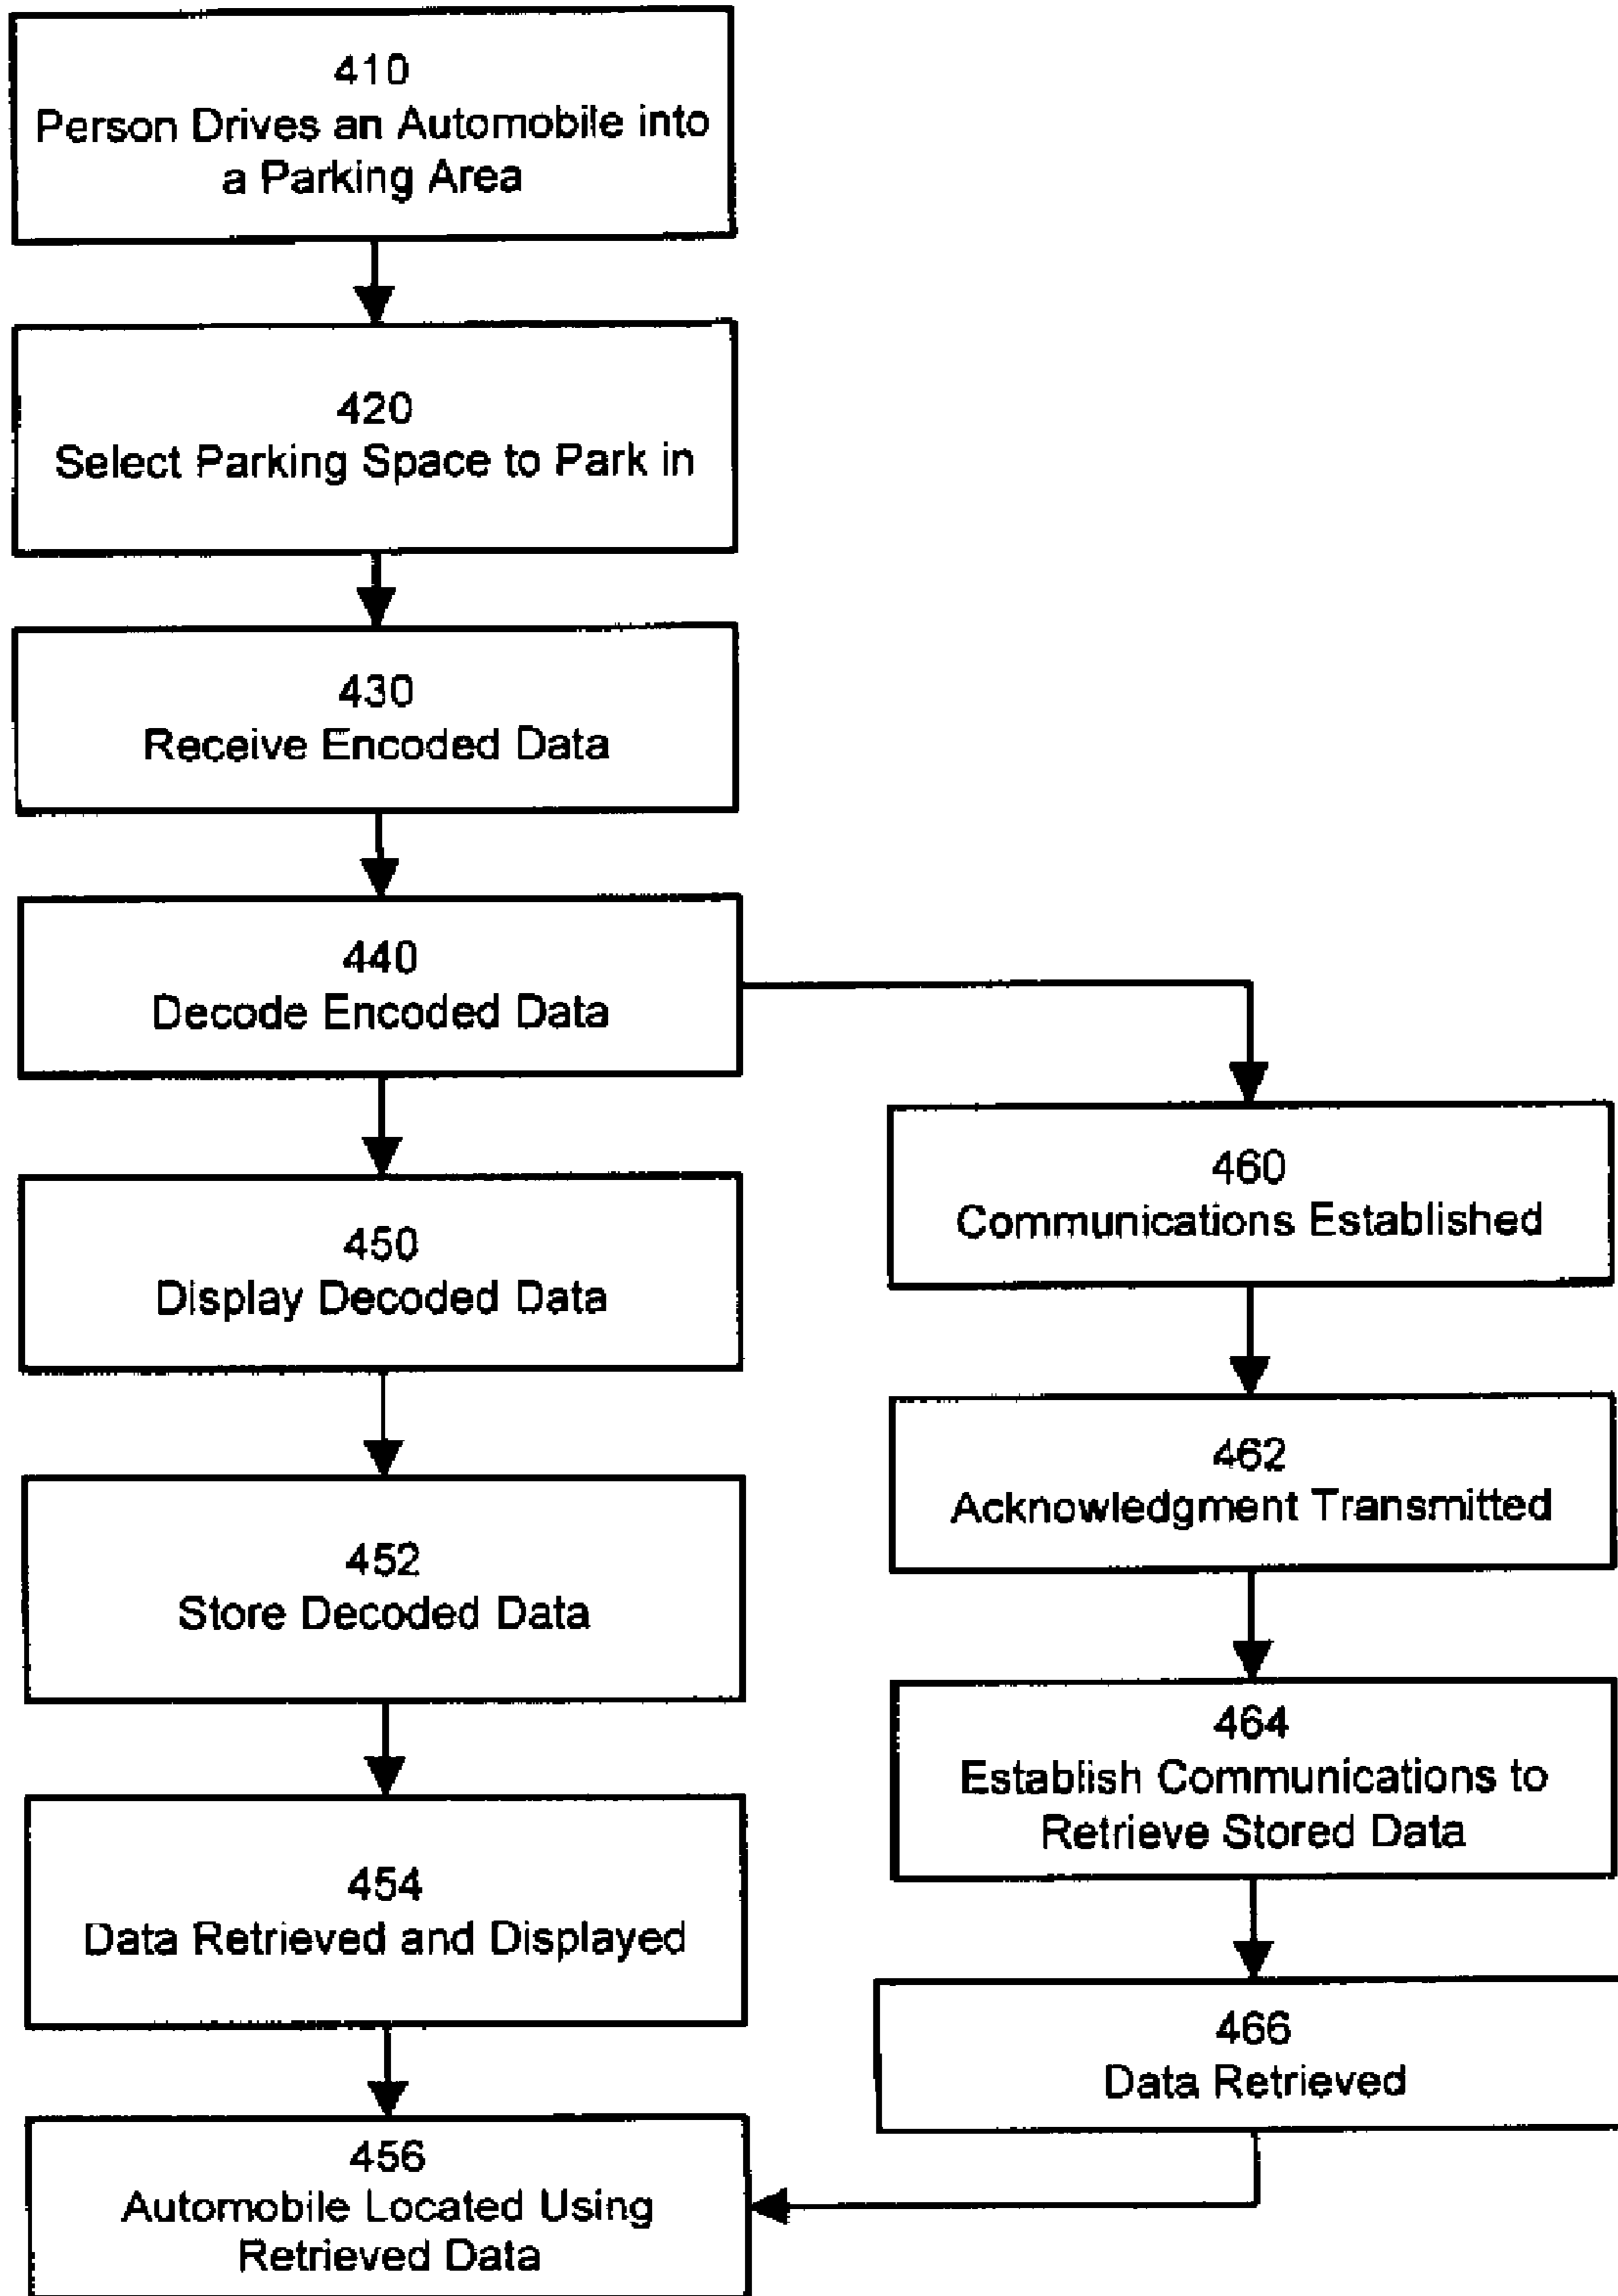 410
Person Drives an Automobile into
a Parking Area
420
Select Parking Space to Park in
430
Receive Encoded Data
440
Decode Encoded Data
450
Display Decoded Data
452
Store Decoded Data
454
Data Retrieved and Displayed
456
Automobile Located Using
Retrieved Data
460
Communications Established
462
Acknowledgment Transmitted
464
Establish Communications to
Retrieve Stored Data
466
Data Retrieved